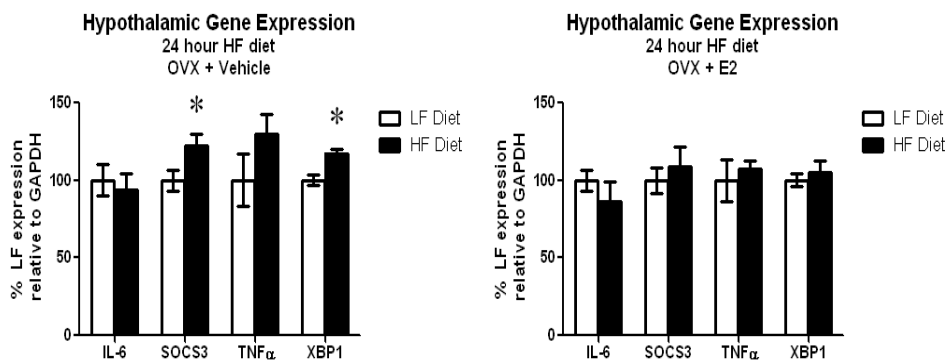 Hypothalamic Gene Expression
24 hour HF diet
OVX + Vehicle
% LF expression
relative to GAPDH
150
100
50
0
*
*
IL-6 SOCS3 TNFα XBP1
LF Diet
HF Diet
Hypothalamic Gene Expression
24 hour HF diet
OVX + E2
% LF expression
relative to GAPDH
150
100
50
0
IL-6 SOCS3 TNFα XBP1
LF Diet
HF Diet